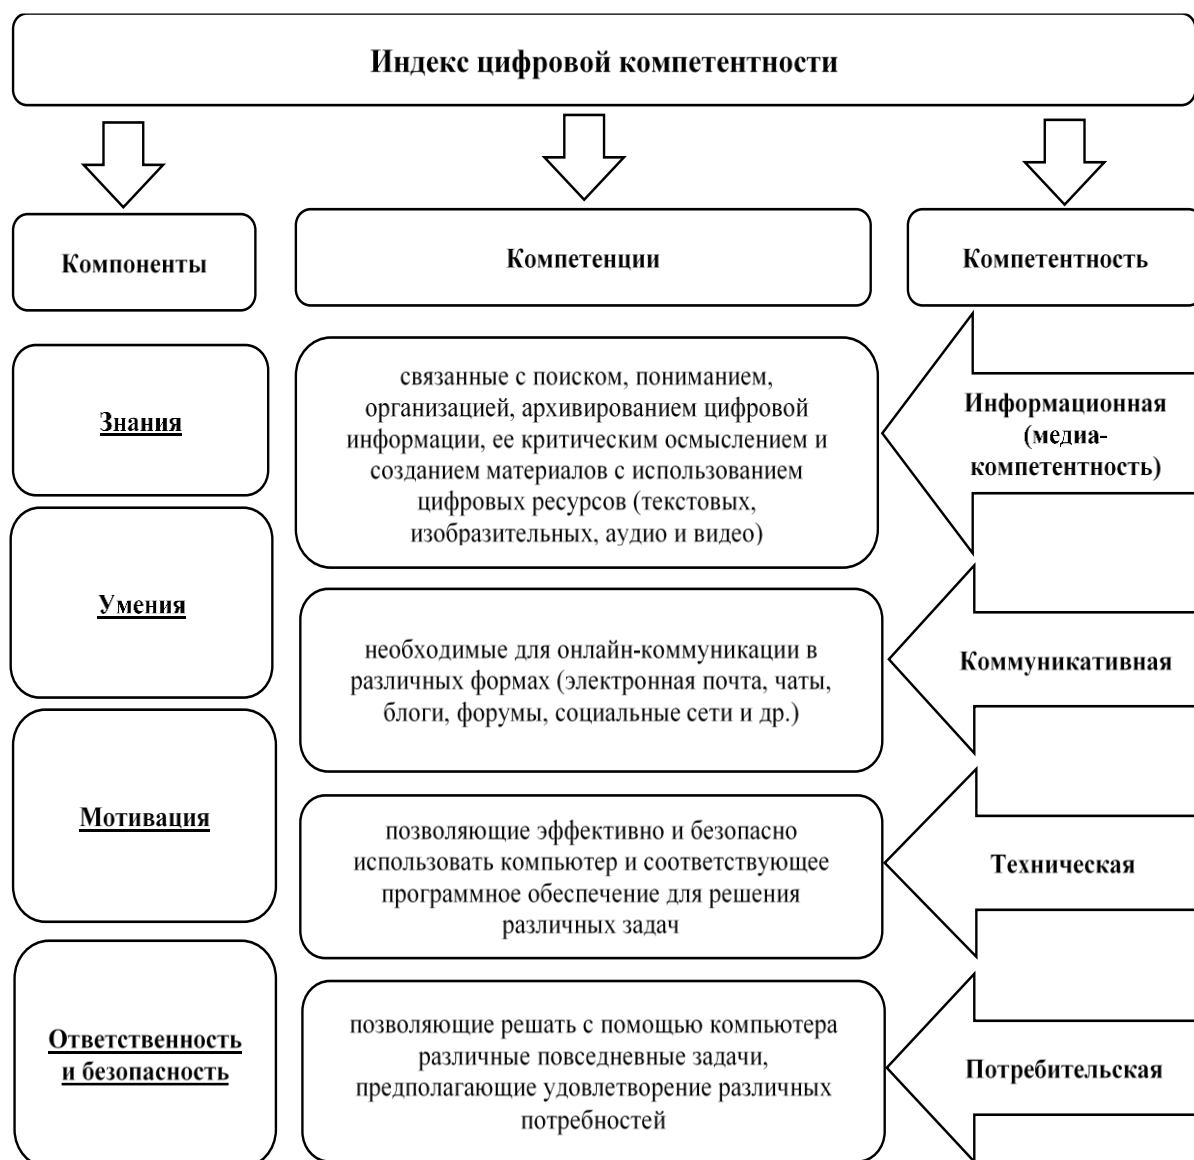 Индекс цифровой компетентности
Компоненты
Компетенции
Компетентность
Знания
связанные с поиском, пониманием,
организацией, архивированием цифровой
информации, ее критическим осмыслением и
созданием материалов с использованием
цифровых ресурсов (текстовых,
изобразительных, аудио и видео)
Информационная
(медиа-
компетентность)
Умения
необходимые для онлайн-коммуникации в
различных формах (электронная почта, чаты,
блоги, форумы, социальные сети и др.)
Коммуникативная
Мотивация
позволяющие эффективно и безопасно
использовать компьютер и соответствующее
программное обеспечение для решения
различных задач
Техническая
Ответственность
и безопасность
позволяющие решать с помощью компьютера
различные повседневные задачи,
предполагающие удовлетворение различных
потребностей
Потребительская